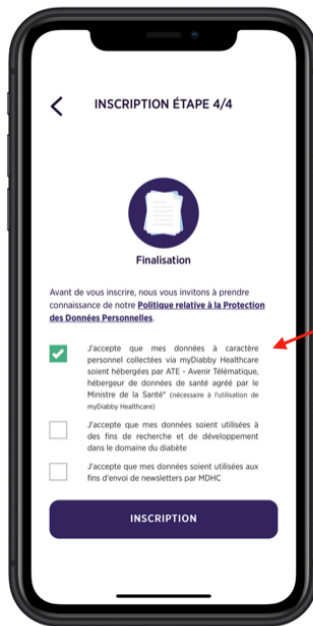 INSCRIPTION ÉTAPE 4/4
Finalisation
Avant de vous inscrire, nous vous invitons à prendre
connaissance de notre Politique relative à la Protection
des Données Personnelles.
J'accepte que mes données à caractère
personnel collectées via myDiabby Healthcare
soient hébergées par ATE - Avenir Télématique,
hébergeur de données de santé agréé par le
Ministre de la Santé* (nécessaire à l'utilisation de
myDiabby Healthcare)
J'accepte que mes données soient utilisées à
des fins de recherche et de développement
dans le domaine du diabète
J'accepte que mes données soient utilisées aux
fins d'envoi de newsletters par MDHC
INSCRIPTION